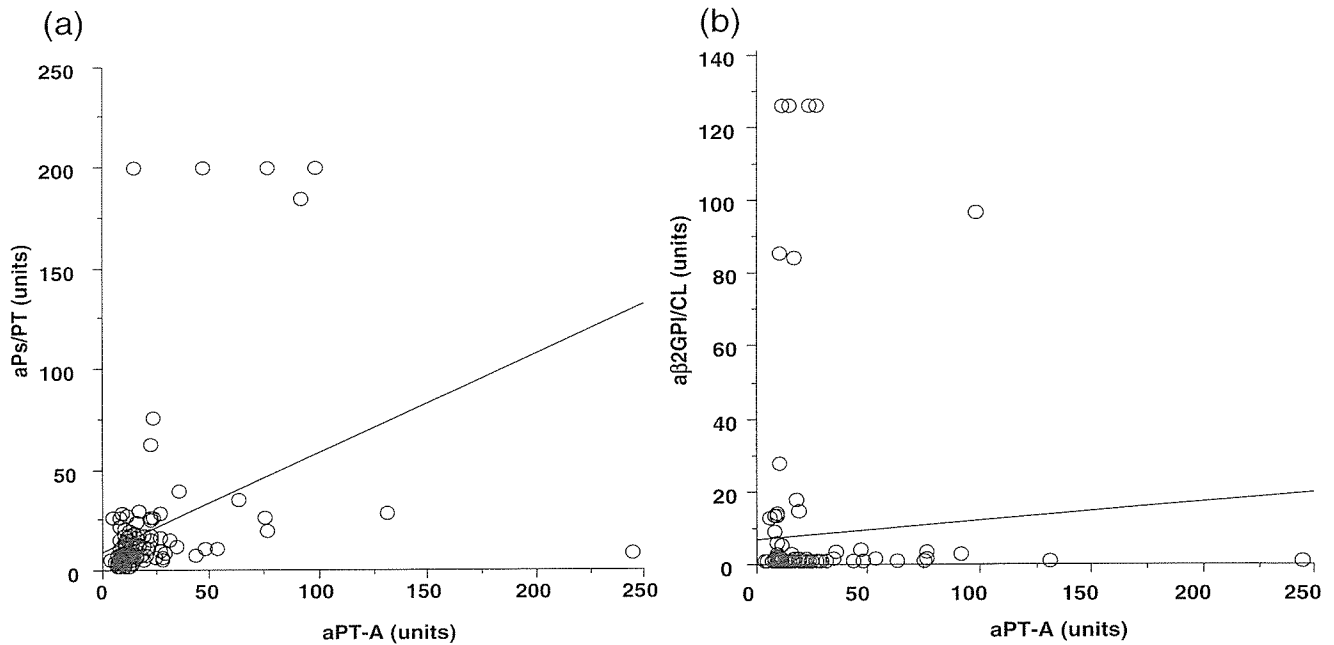 (a)
250
200
150
100
50
0
aPs/PT (units)
0 50 100 150 200 250
aPT-A (units)
(b)
140
120
100
80
60
40
20
0
aβ2GPI/CL (units)
0 50 100 150 200 250
aPT-A (units)